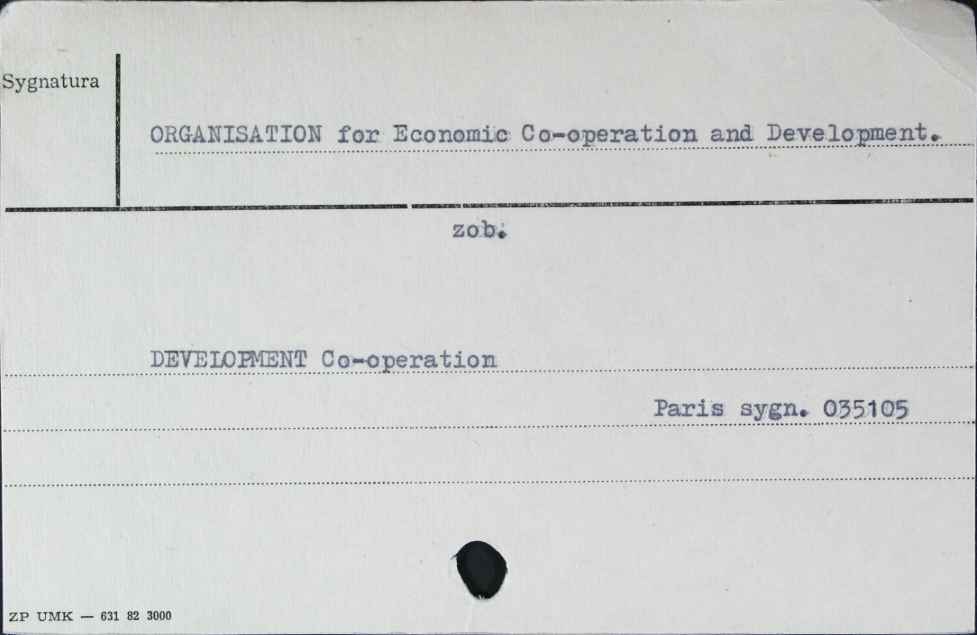 Sygnatura
ORGANISATION for Economic Co-operation and Development.
zob.
DEVELOPMENT Co-operation
Paris sygn. 035105
ZP UMK — 631 82 3000